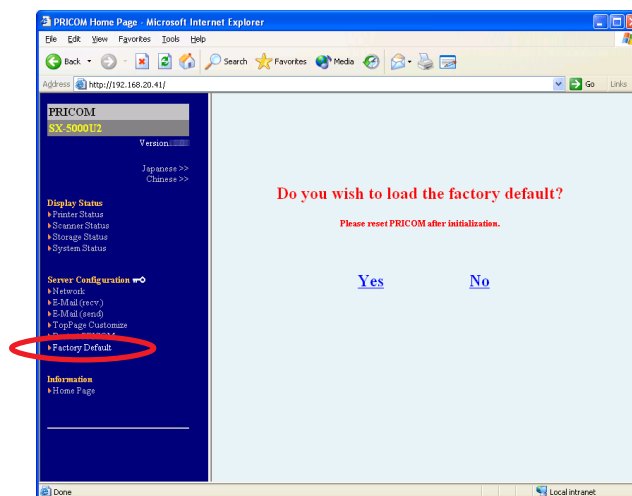 PRICOM Home Page - Microsoft Internet Explorer
File Edit View Favorites Tools Help
Back Search Favorites Media
Address http://192.168.20.41/ Go Links
PRICOM
SX-5000U2
Version
Japanese >>
Chinese >>
Display Status
Printer Status
Scanner Status
Storage Status
System Status
Server Configuration
Network
E-Mail (recv.)
E-Mail (send)
TopPage Customize
PRICOM
Factory Default
Information
Home Page
Do you wish to load the factory default?
Please reset PRICOM after initialization.
Yes No
Done Local intranet